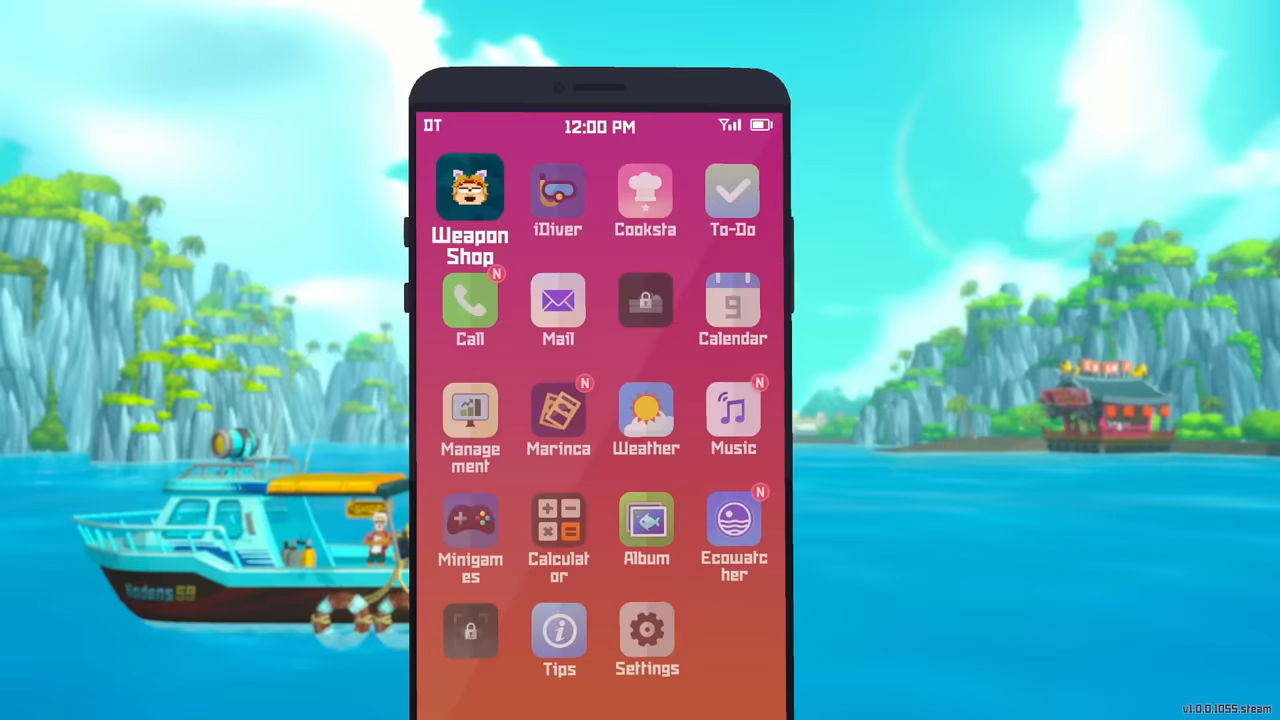 DT
12:00 PM
Weapon
Shop
iDiver
Cooksta
To-Do
N
Call
Mail
9
Calendar
N
N
Manage
ment
Marinca
Weather
Music
N
Minigam
es
Calculat
or
Album
Ecowatc
her
Tips
Settings
v1.0.0.1055.steam